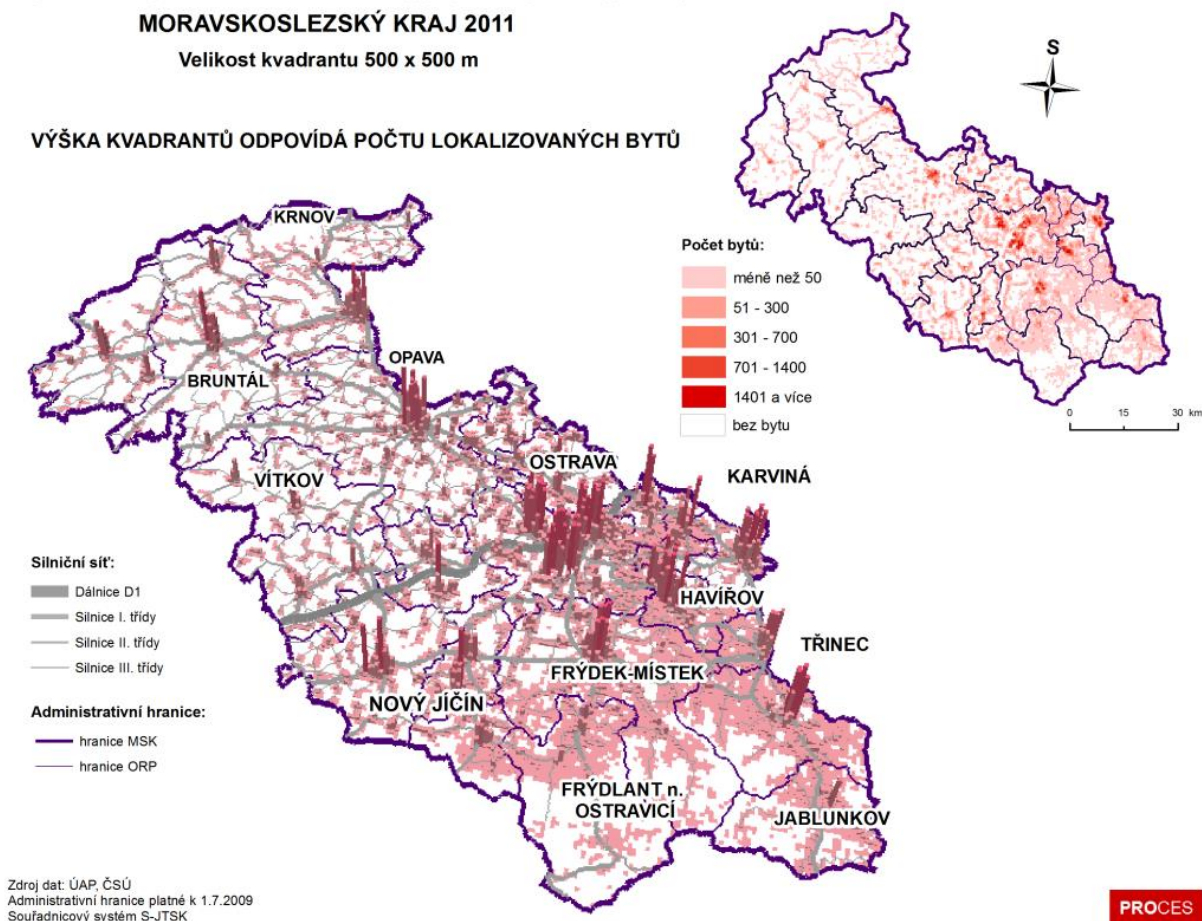 MORAVSKOSLEZSKÝ KRAJ 2011
Velikost kvadrantu 500 x 500 m
S
VÝŠKA KVADRANTŮ ODPOVÍDÁ POČTU LOKALIZOVANÝCH BYTŮ
KRNOV
OPAVA
BRUNTÁL
VÍTKOV
OSTRAVA
KARVINÁ
HAVÍŘOV
TŘINEC
FRÝDEK-MÍSTEK
NOVÝ JÍČÍN
FRÝDLANT n.
OSTRAVICÍ
JABLUNKOV
Počet bytů:
méně než 50
51 - 300
301 - 700
701 - 1400
1401 a více
bez bytu
0 15 30 km
Silniční síť:
Dálnice D1
Silnice I. třídy
Silnice II. třídy
Silnice III. třídy
Administrativní hranice:
hranice MSK
hranice ORP
Zdroj dat: ÚAP, ČSÚ
Administrativní hranice platné k 1.7.2009
Souřadnicový systém S-JTSK
PROCES